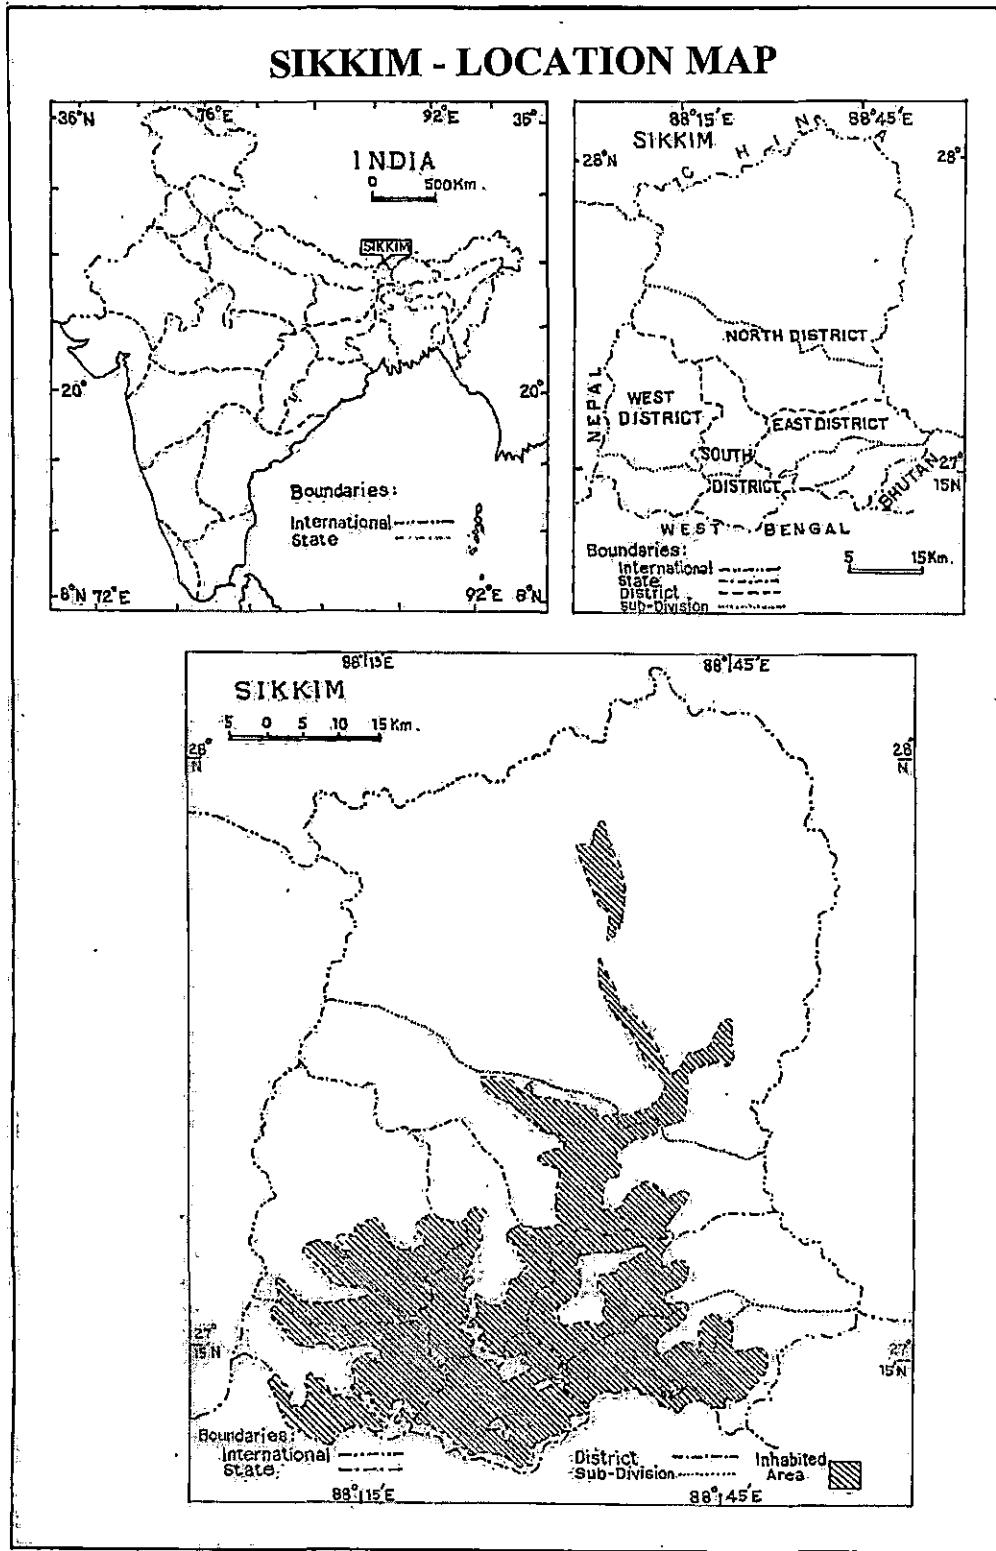 SIKKIM - LOCATION MAP
36°N 76°E 92°E 36°
INDIA
0 500Km.
SIKKIM
20° 20°
Boundaries:
International
State
8°N 72°E 92°E 8°N
88°15'E 88°45'E
SIKKIM
CHINA
28°N 28°
NORTH DISTRICT
NEPAL
WEST DISTRICT
EAST DISTRICT
SOUTH DISTRICT
BHUTAN
27° 15N
WEST BENGAL
Boundaries:
International
State
District
Sub-Division
5 15Km.
88°15'E 88°45'E
SIKKIM
5 0 5 10 15Km.
28° N 28° N
27° 15'N 27° 15'N
Boundaries:
International
State
District
Sub-Division
Inhabited Area
88°15'E 88°45'E